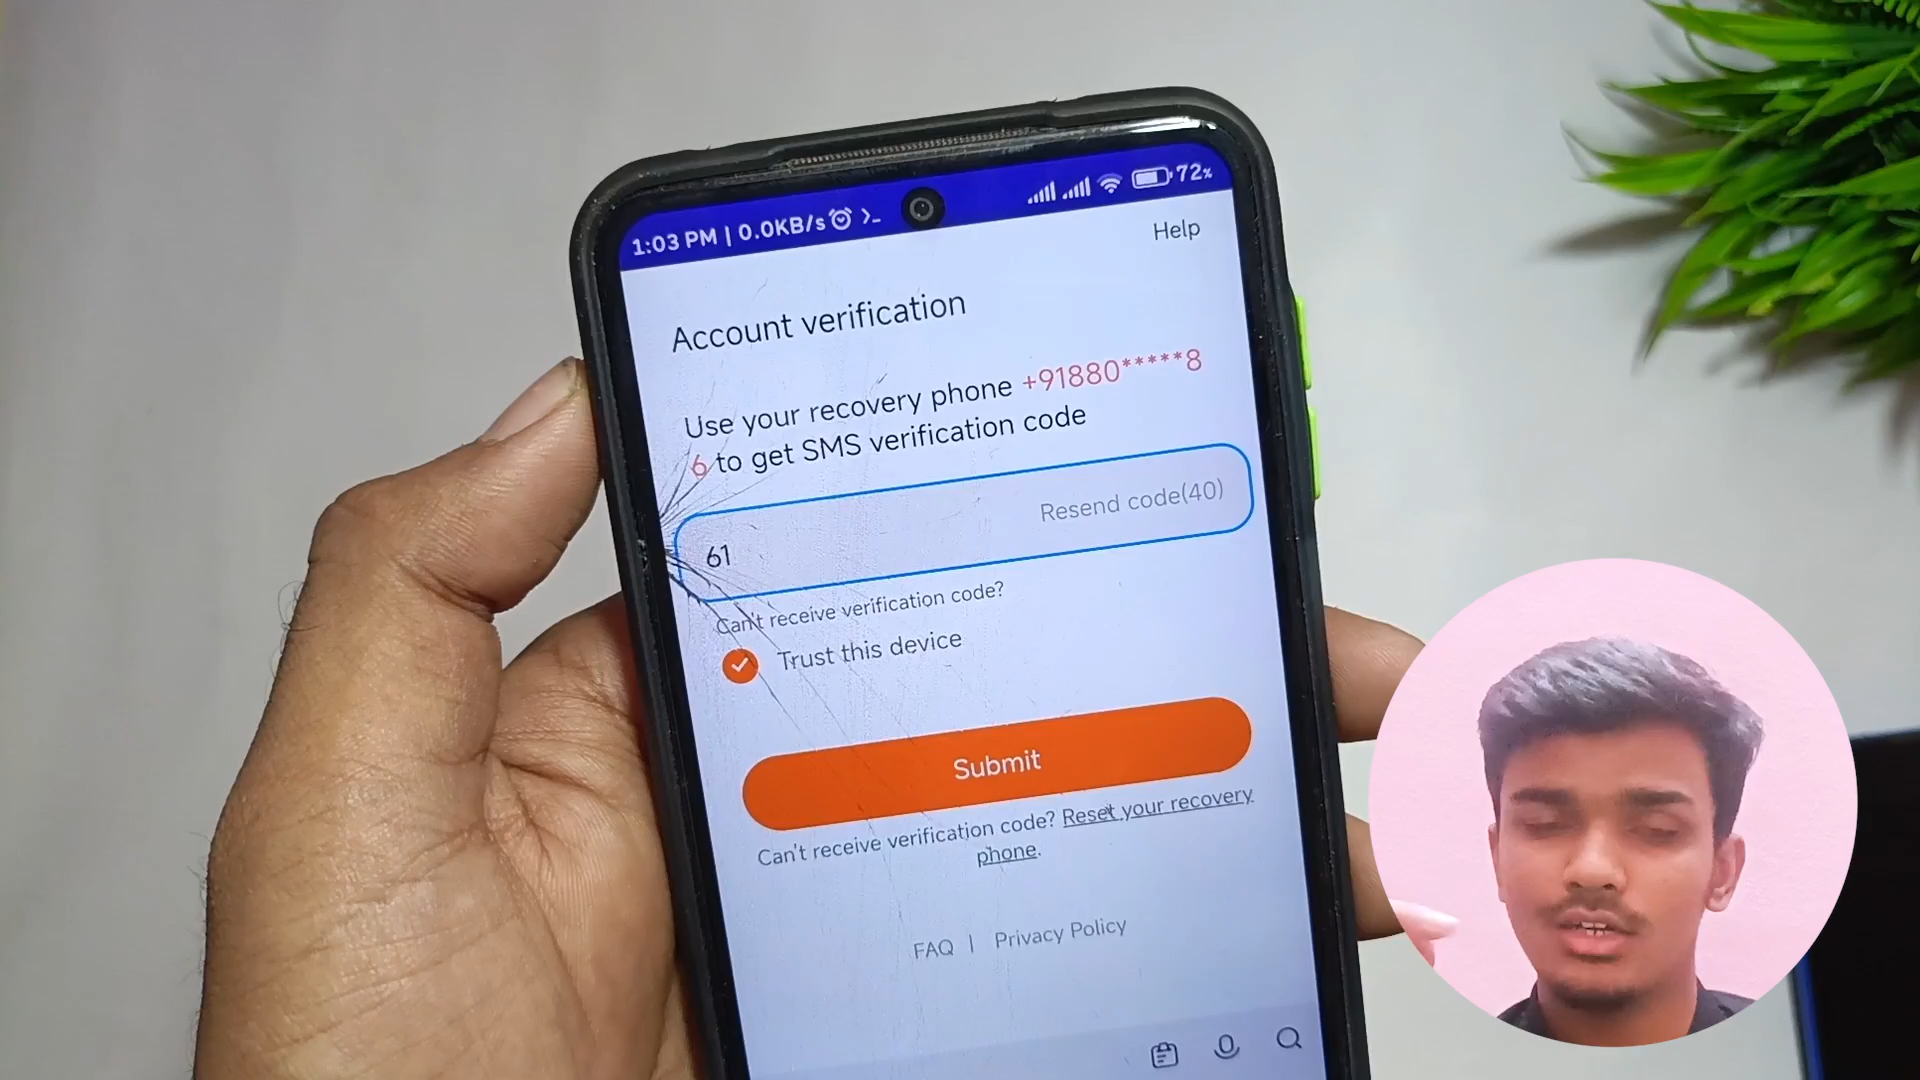 1:03 PM | 0.0KB/s
72%
Help
Account verification
Use your recovery phone +91880*****8
6 to get SMS verification code
61
Resend code(40)
Can't receive verification code?
Trust this device
Submit
Can't receive verification code? Reset your recovery
phone.
FAQ | Privacy Policy